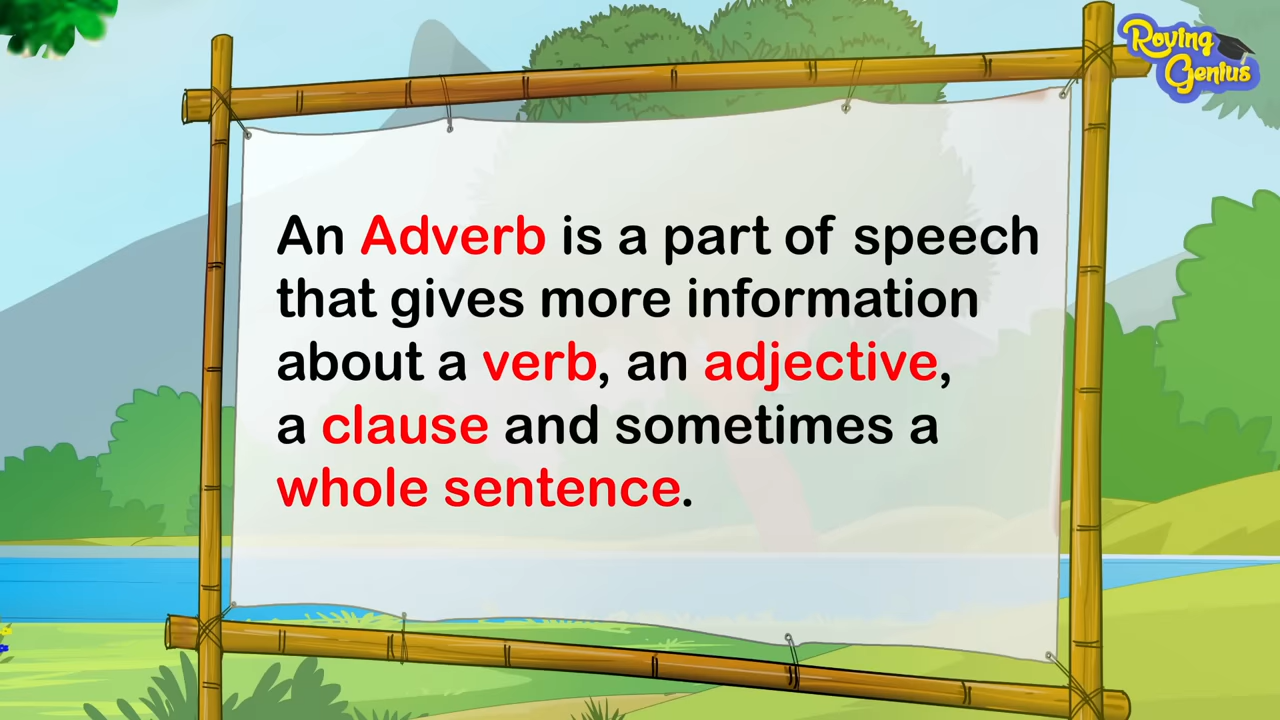 Roving
Genius
An Adverb is a part of speech
that gives more information
about a verb, an adjective,
a clause and sometimes a
whole sentence.